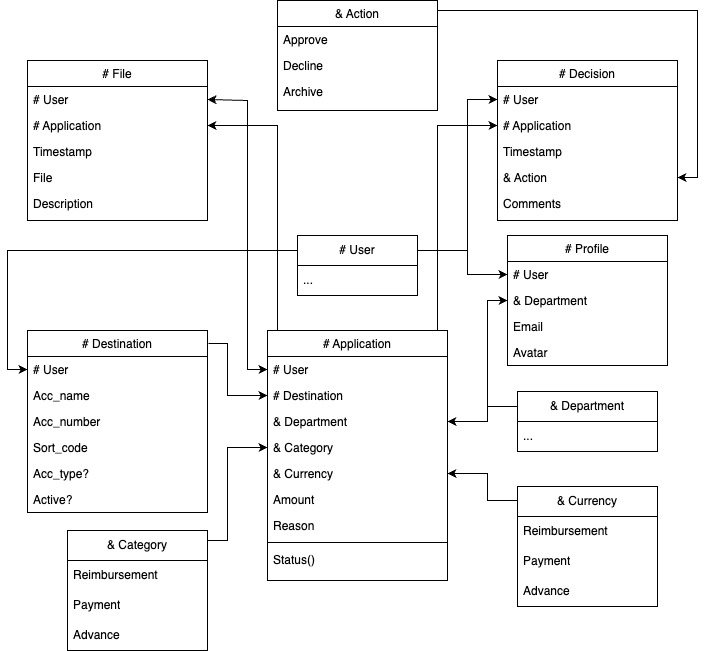 & Action
Approve
Decline
Archive
# File
# User
# Application
Timestamp
File
Description
# Decision
# User
# Application
Timestamp
& Action
Comments
# User
...
# Profile
# User
& Department
Email
Avatar
# Destination
# User
Acc_name
Acc_number
Sort_code
Acc_type?
Active?
# Application
# User
# Destination
& Department
& Category
& Currency
Amount
Reason
Status()
& Department
...
& Category
Reimbursement
Payment
Advance
& Currency
Reimbursement
Payment
Advance